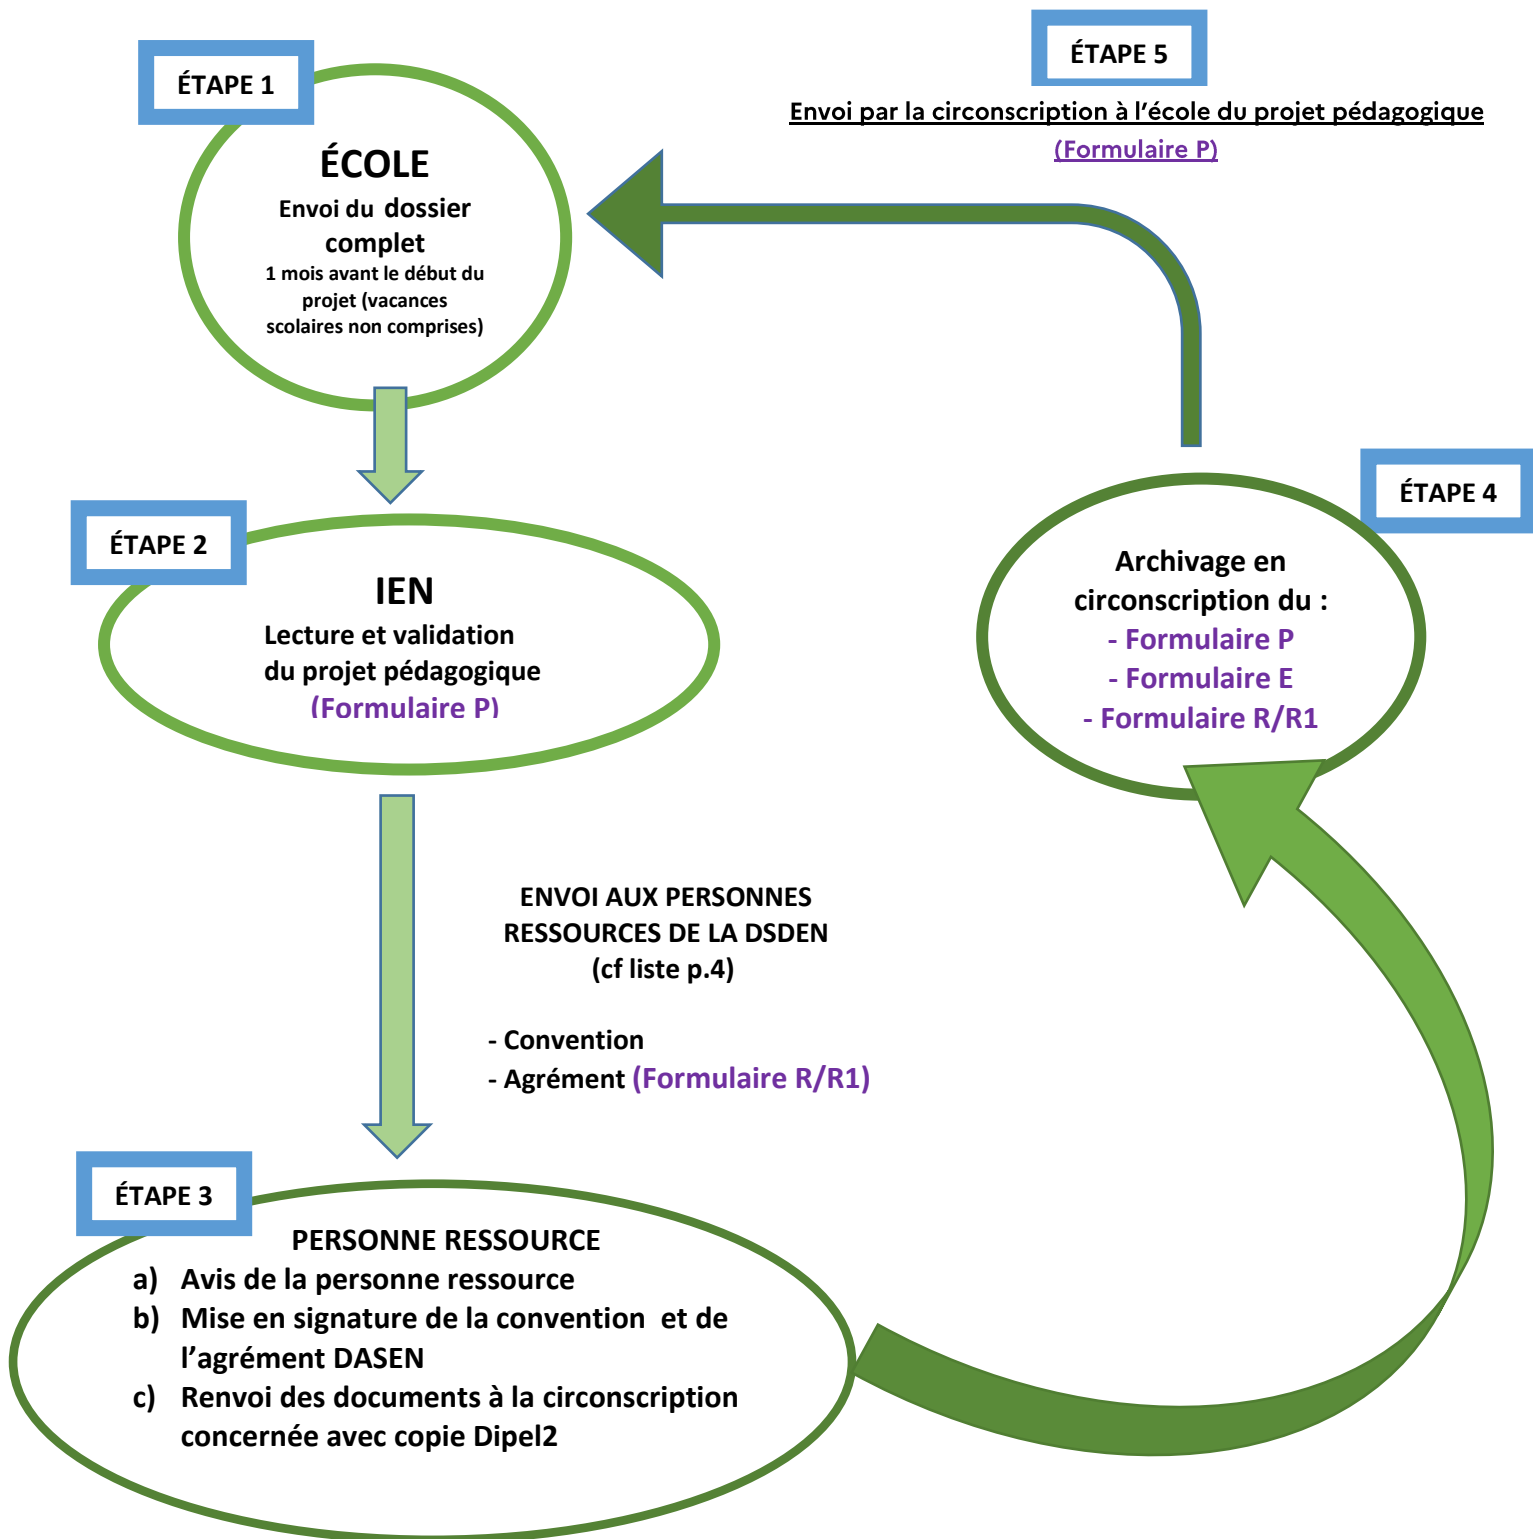 ÉTAPE 1
ÉCOLE
Envoi du dossier
complet
1 mois avant le début du
projet (vacances
scolaires non comprises)
ÉTAPE 2
IEN
Lecture et validation
du projet pédagogique
(Formulaire P)
ENVOI AUX PERSONNES
RESSOURCES DE LA DSDEN
(cf liste p.4)
- Convention
- Agrément (Formulaire R/R1)
ÉTAPE 3
PERSONNE RESSOURCE
a) Avis de la personne ressource
b) Mise en signature de la convention et de
l'agrément DASEN
c) Renvoi des documents à la circonscription
concernée avec copie Dipel2
ÉTAPE 4
Archivage en
circonscription du :
- Formulaire P
- Formulaire E
- Formulaire R/R1
ÉTAPE 5
Envoi par la circonscription à l'école du projet pédagogique
(Formulaire P)